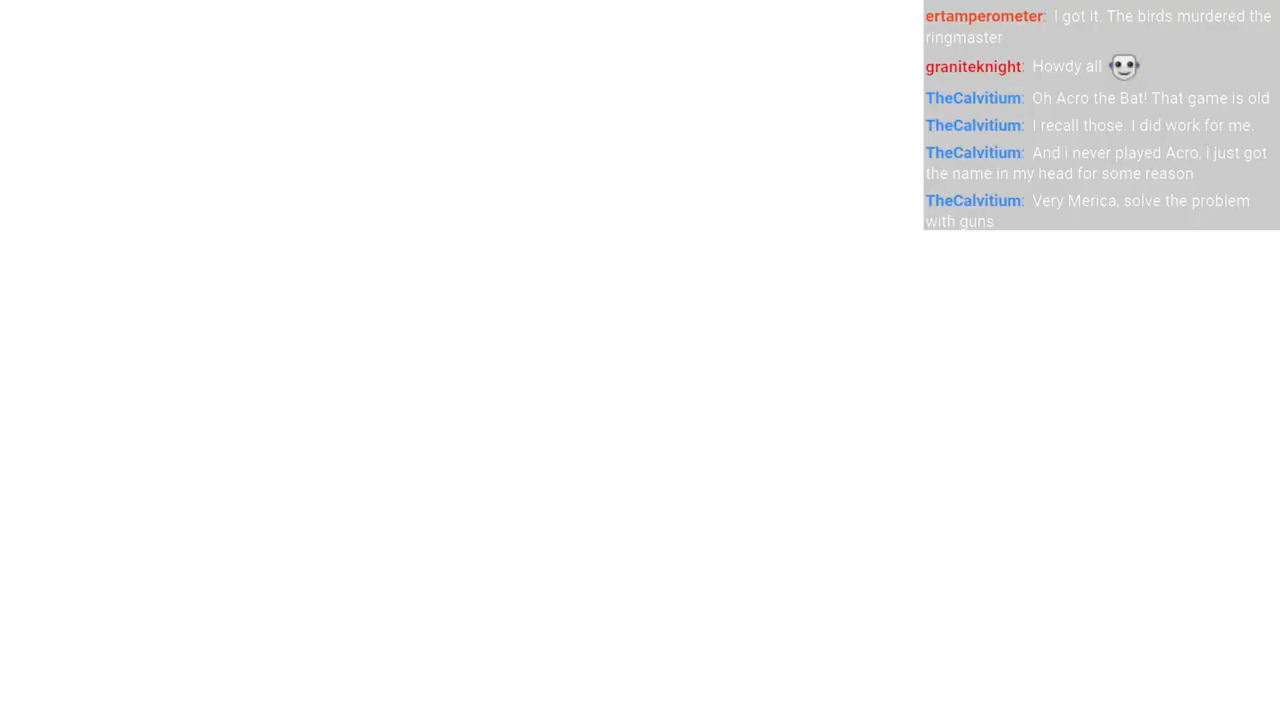 ertamperometer: I got it. The birds murdered the
ringmaster
graniteknight: Howdy all
TheCalvitium: Oh Acro the Bat! That game is old
TheCalvitium: I recall those. I did work for me.
TheCalvitium: And i never played Acro, I just got
the name in my head for some reason
TheCalvitium: Very Merica, solve the problem
with guns